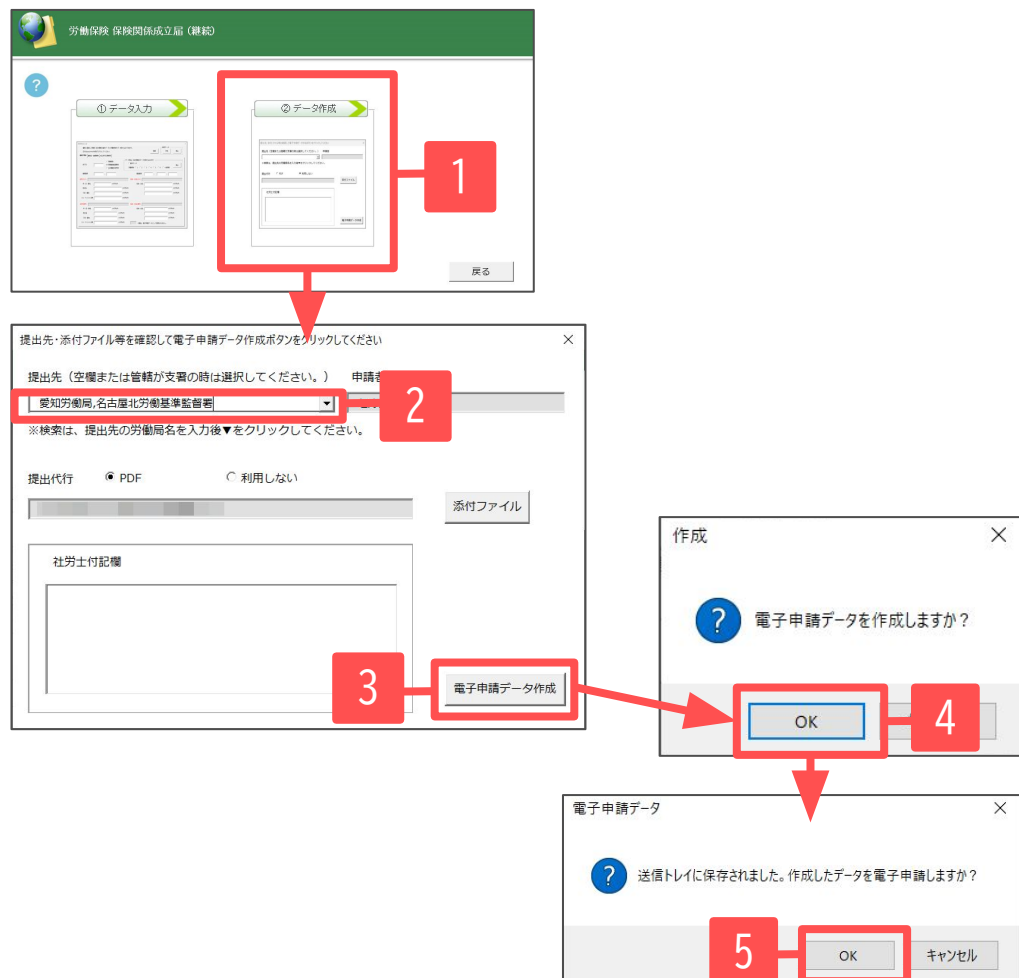 労働保険 保険関係成立届（継続）
?
① データ入力
② データ作成
1
戻る
提出先・添付ファイル等を確認して電子申請データ作成ボタンをクリックしてください
提出先（空欄または管轄が支署の時は選択してください。）
申請者
愛知労働局,名古屋北労働基準監督署
2
※検索は、提出先の労働局名を入力後▼をクリックしてください。
提出代行
PDF
利用しない
添付ファイル
社労士付記欄
3
電子申請データ作成
作成
?
電子申請データを作成しますか？
OK
4
電子申請データ
?
送信トレイに保存されました。作成したデータを電子申請しますか？
5
OK
キャンセル